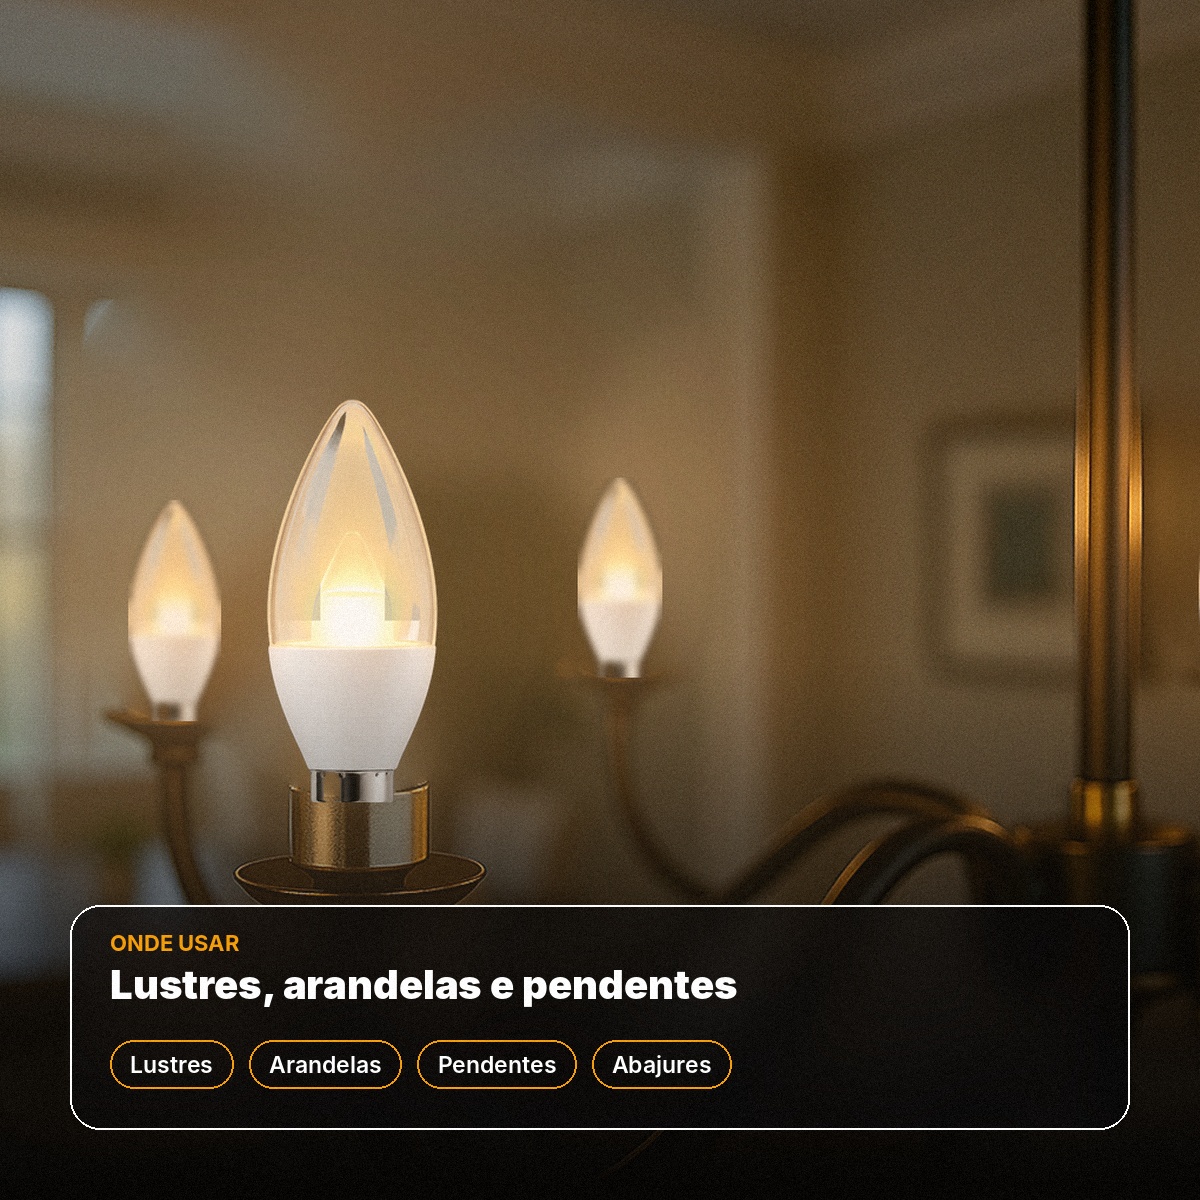 ONDE USAR
Lustres, arandelas e pendentes
Lustres
Arandelas
Pendentes
Abajures